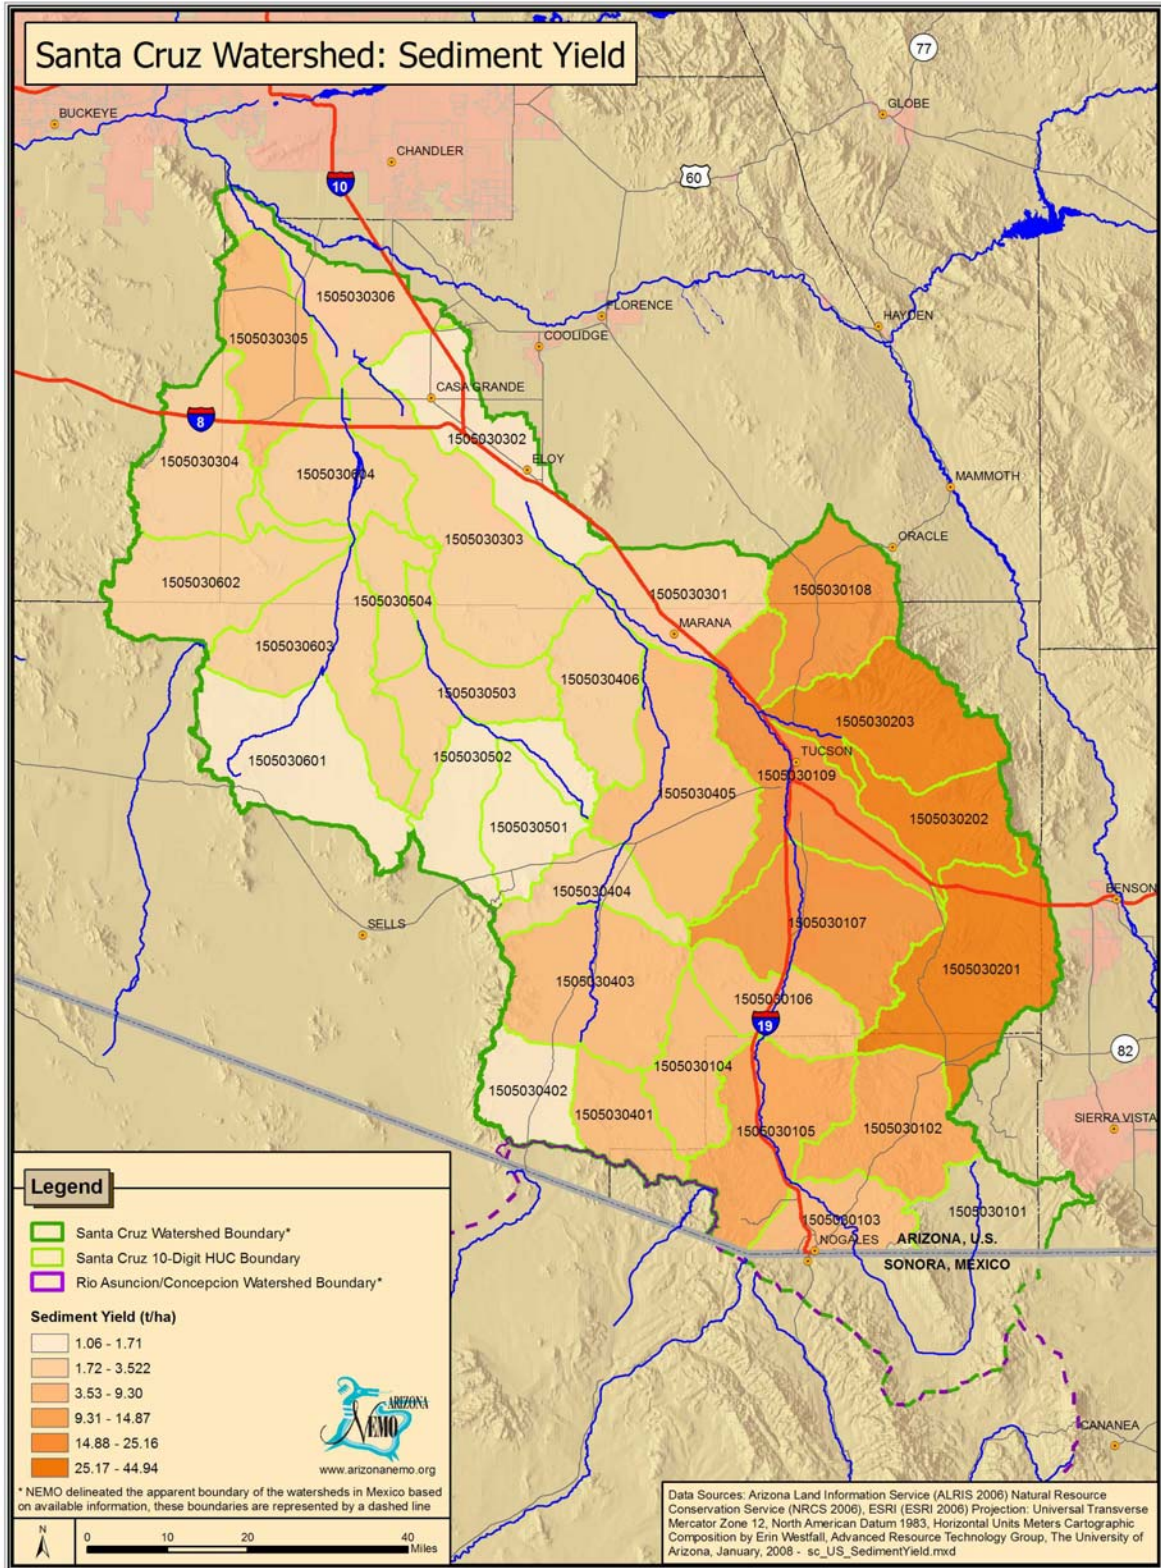 Santa Cruz Watershed: Sediment Yield
77
BUCKEYE
GLOBE
CHANDLER
60
10
1505030306
FLORENCE
HAYDEN
1505030305
COOLIDGE
CASA GRANDE
8
1505030302
1505030304
ELOY
1505030604
MAMMOTH
1505030303
ORACLE
1505030602
1505030108
1505030301
1505030504
MARANA
1505030603
1505030406
1505030503
1505030203
1505030502
TUCSON
1505030601
1505030109
1505030405
1505030202
1505030501
1505030404
BENSON
SELLS
1505030107
1505030201
1505030403
1505030106
19
82
1505030104
1505030402
1505030401
SIERRA VISTA
1505030105
1505030102
1505030103
1505030101
NOGALES
ARIZONA, U.S.
SONORA, MEXICO
CANANEA
Legend
Santa Cruz Watershed Boundary*
Santa Cruz 10-Digit HUC Boundary
Rio Asuncion/Concepcion Watershed Boundary*
Sediment Yield (t/ha)
1.06 - 1.71
1.72 - 3.522
3.53 - 9.30
9.31 - 14.87
14.88 - 25.16
25.17 - 44.94
ARIZONA
NEMO
www.arizonanemo.org
* NEMO delineated the apparent boundary of the watersheds in Mexico based
on available information, these boundaries are represented by a dashed line
N
0 10 20 40
Miles
Data Sources: Arizona Land Information Service (ALRIS 2006) Natural Resource
Conservation Service (NRCS 2006), ESRI (ESRI 2006) Projection: Universal Transverse
Mercator Zone 12, North American Datum 1983, Horizontal Units Meters Cartographic
Composition by Erin Westfall, Advanced Resource Technology Group, The University of
Arizona, January, 2008 - sc_US_SedimentYield.mxd